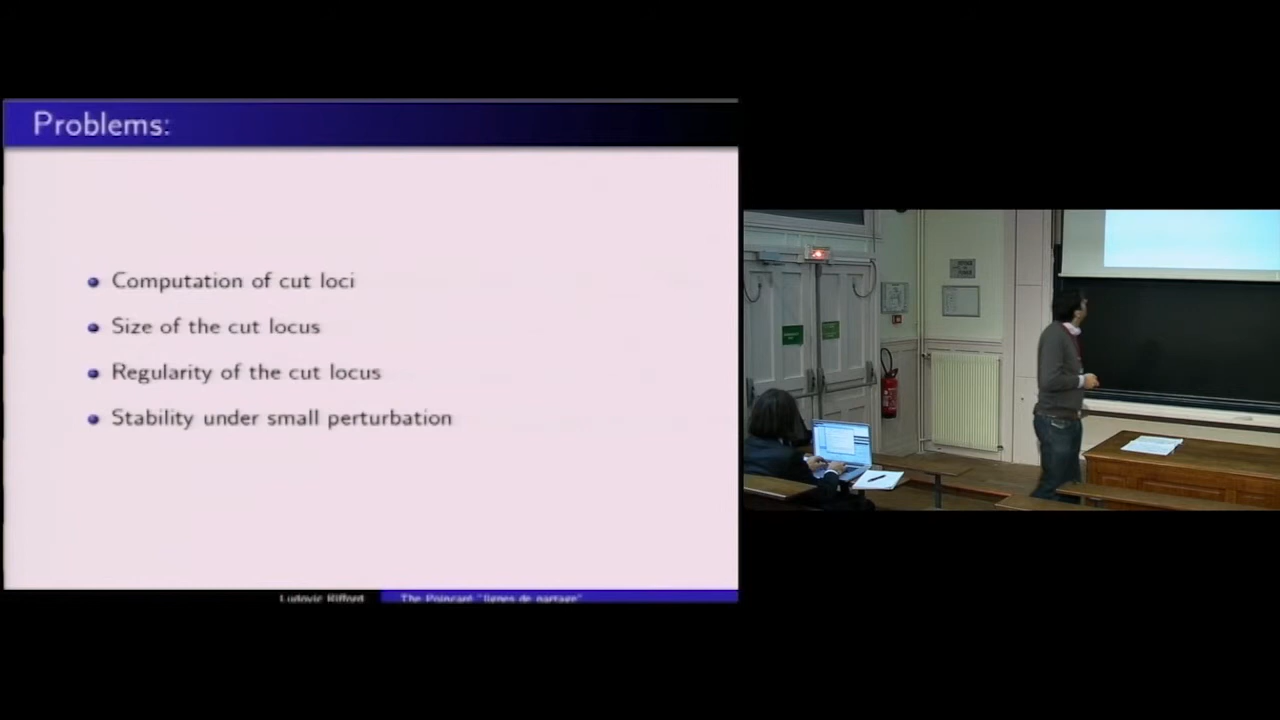 Problems:
Computation of cut loci
Size of the cut locus
Regularity of the cut locus
Stability under small perturbation
Ludovic Rifford
The Poincaré "lignes de partage"